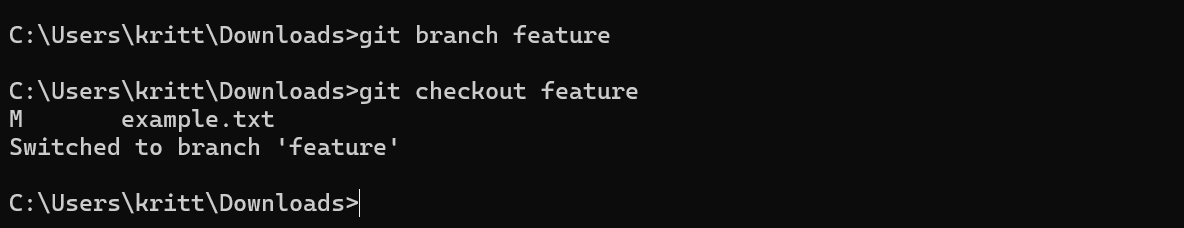 C:\Users\kritt\Downloads>git branch feature
C:\Users\kritt\Downloads>git checkout feature
M       example.txt
Switched to branch 'feature'
C:\Users\kritt\Downloads>